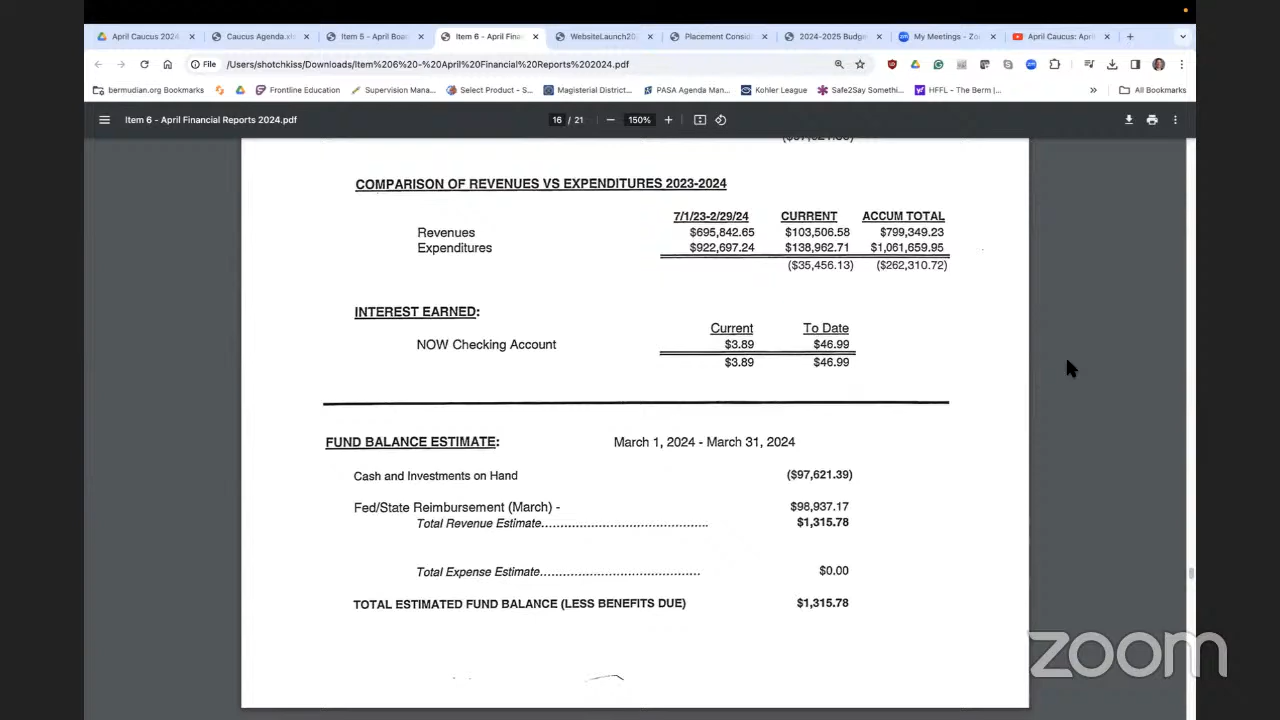 April Caucus 2024
Caucus Agenda.xls
Item 5 - April Boar
Item 6 - April Finan
WebsiteLaunch20
Placement Consid
2024-2025 Budge
My Meetings - Zo
April Caucus: Apr
File /Users/shotchkiss/Downloads/Item%206%20-%20April%20Financial%20Reports%202024.pdf
bermudian.org Bookmarks Frontline Education Supervision Mana... Select Product - S... Magisterial District... PASA Agenda Man... Kohler League Safe2Say Somethi... HFFL – The Berm |... » All Bookmarks
Item 6 - April Financial Reports 2024.pdf 16 / 21 — 150% +
COMPARISON OF REVENUES VS EXPENDITURES 2023-2024
7/1/23-2/29/24 CURRENT ACCUM TOTAL
Revenues $695,842.65 $103,506.58 $799,349.23
Expenditures $922,697.24 $138,962.71 $1,061,659.95
($35,456.13) ($262,310.72)
INTEREST EARNED:
Current To Date
NOW Checking Account $3.89 $46.99
$3.89 $46.99
FUND BALANCE ESTIMATE: March 1, 2024 - March 31, 2024
Cash and Investments on Hand ($97,621.39)
Fed/State Reimbursement (March) - $98,937.17
Total Revenue Estimate................................................ $1,315.78
Total Expense Estimate.............................................. $0.00
TOTAL ESTIMATED FUND BALANCE (LESS BENEFITS DUE) $1,315.78
zoom